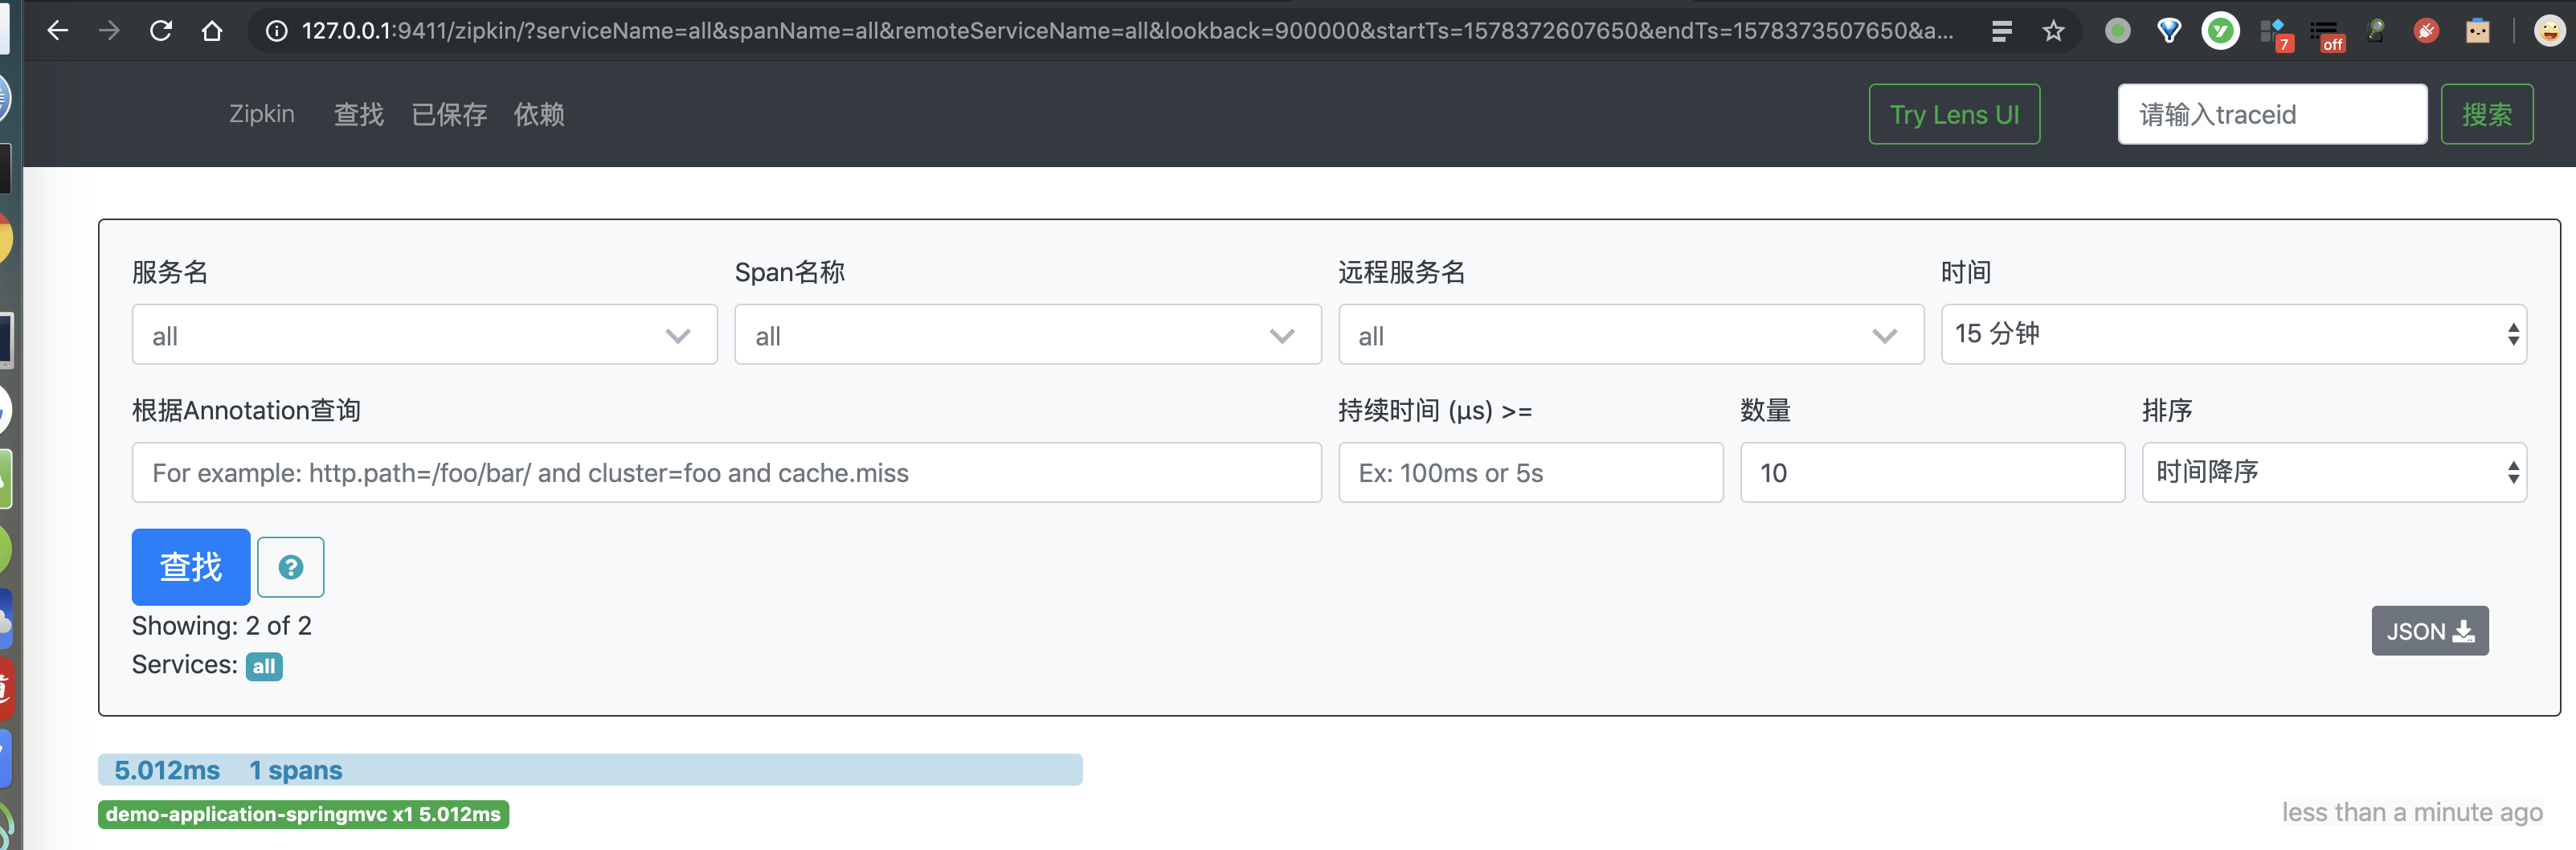 127.0.0.1:9411/zipkin/?serviceName=all&spanName=all&remoteServiceName=all&lookback=900000&startTs=1578372607650&endTs=1578373507650&a...
7
off
Zipkin 查找 已保存 依赖
Try Lens UI
请输入traceid
搜索
服务名 Span名称 远程服务名 时间
all all all 15 分钟
根据Annotation查询 持续时间 (μs) >= 数量 排序
For example: http.path=/foo/bar/ and cluster=foo and cache.miss Ex: 100ms or 5s 10 时间降序
查找 ?
Showing: 2 of 2
Services: all
JSON
5.012ms 1 spans
demo-application-springmvc x1 5.012ms
less than a minute ago